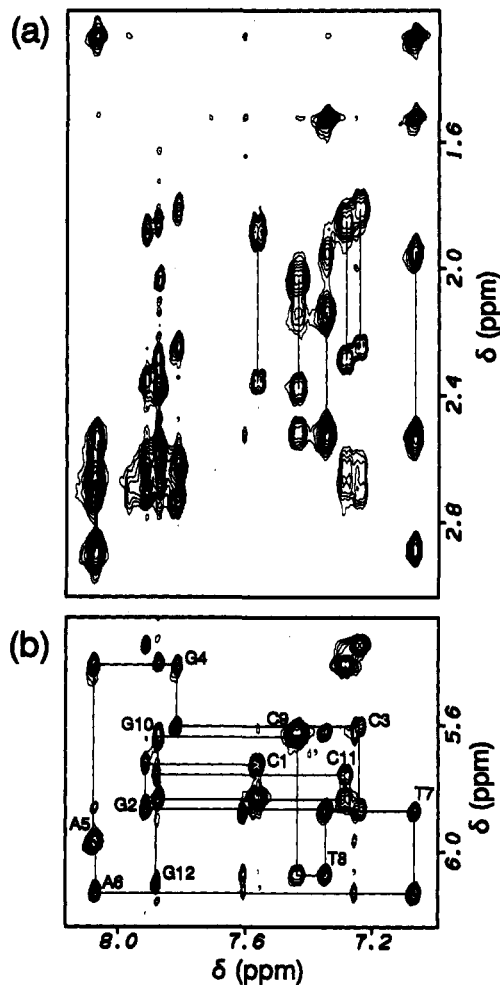 (a)
1.6
2.0
2.4
2.8
δ (ppm)
(b)
G4
G10
C9
C3
C1
C11
G2
T7
A5
T8
A6
G12
5.6
6.0
δ (ppm)
8.0
7.6
7.2
δ (ppm)